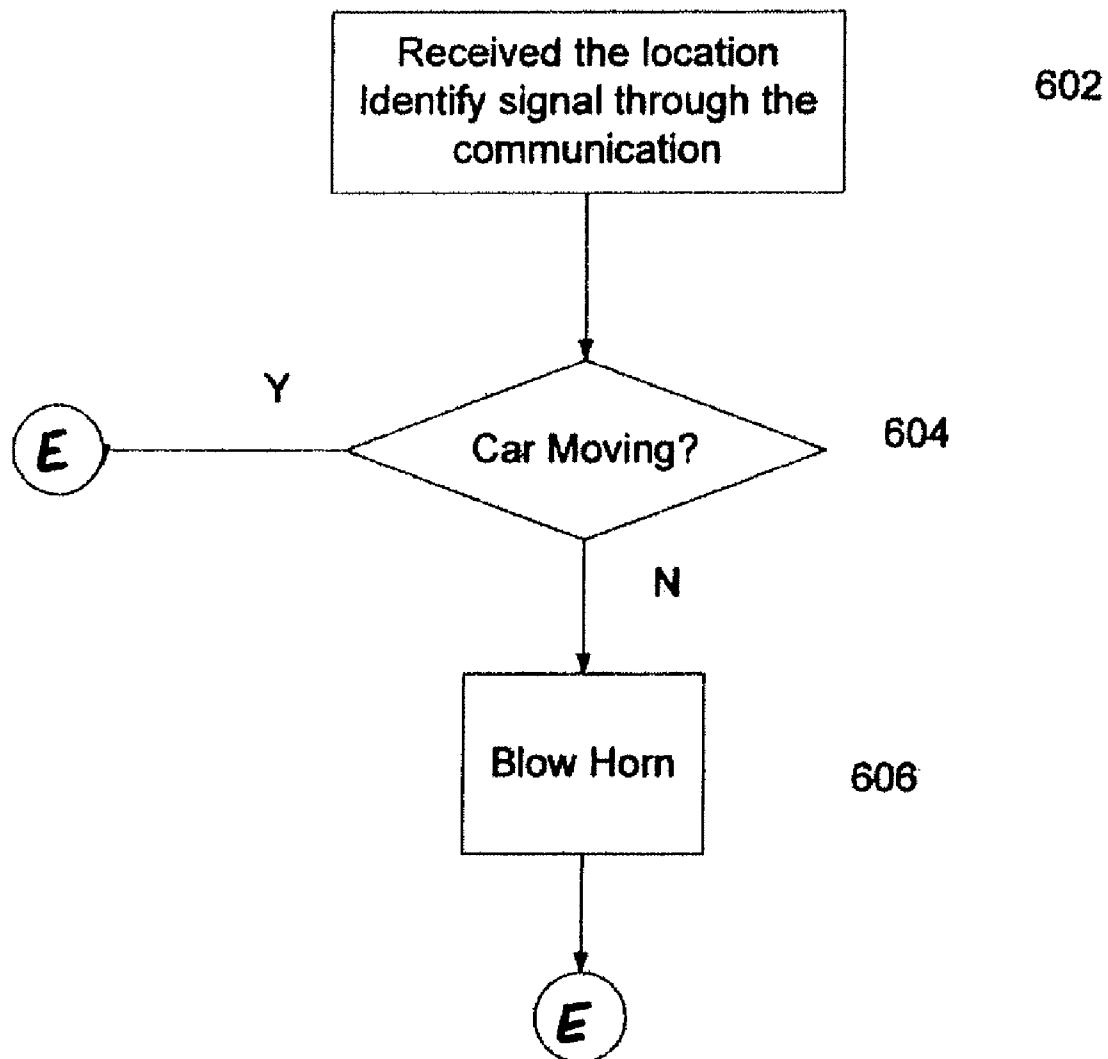 Received the location
Identify signal through the
communication
602
Y
E
Car Moving?
604
N
Blow Horn
606
E